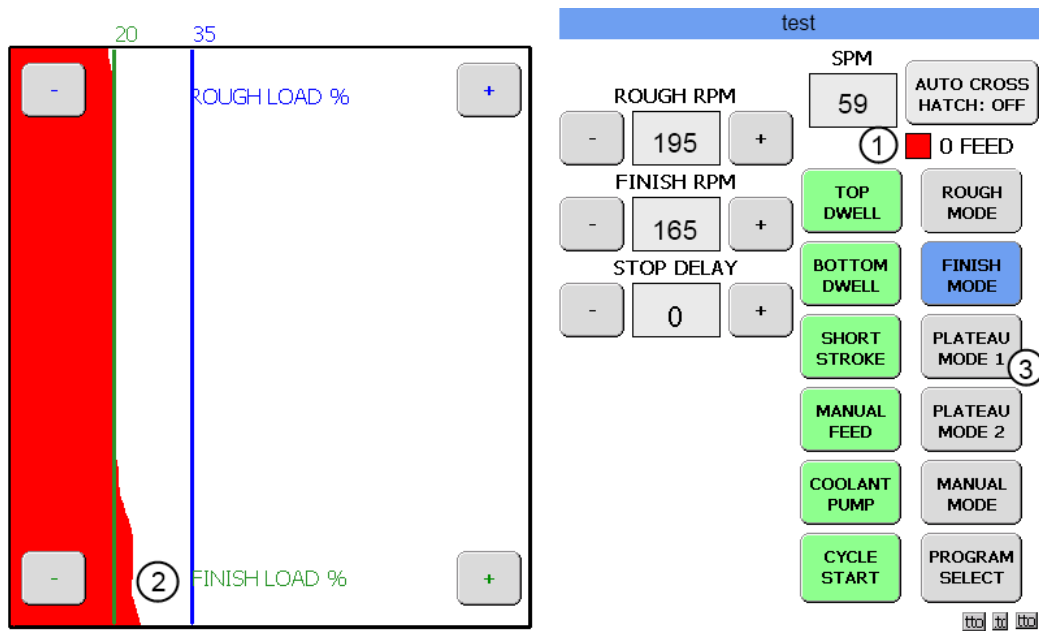 20
35
-
ROUGH LOAD %
+
-
2
FINISH LOAD %
+
test
SPM
59
AUTO CROSS
HATCH: OFF
1
0 FEED
ROUGH RPM
-
195
+
FINISH RPM
-
165
+
STOP DELAY
-
0
+
TOP
DWELL
ROUGH
MODE
BOTTOM
DWELL
FINISH
MODE
SHORT
STROKE
PLATEAU
MODE 1
3
MANUAL
FEED
PLATEAU
MODE 2
COOLANT
PUMP
MANUAL
MODE
CYCLE
START
PROGRAM
SELECT